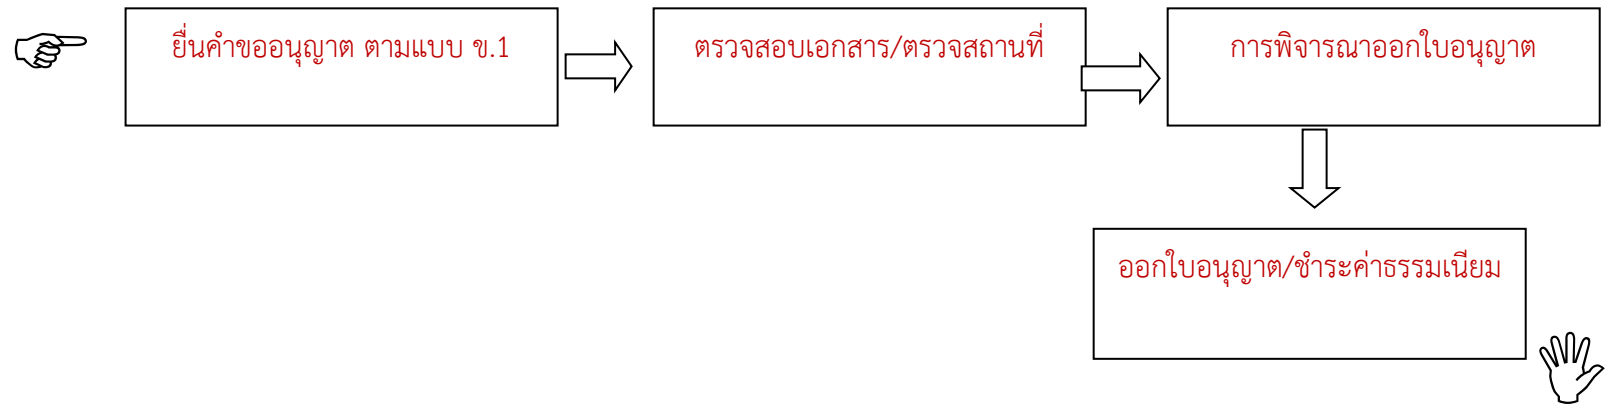 ยื่นคำขออนุญาต ตามแบบ ข.1
ตรวจสอบเอกสาร/ตรวจสถานที่
การพิจารณาออกใบอนุญาต
ออกใบอนุญาต/ชำระค่าธรรมเนียม